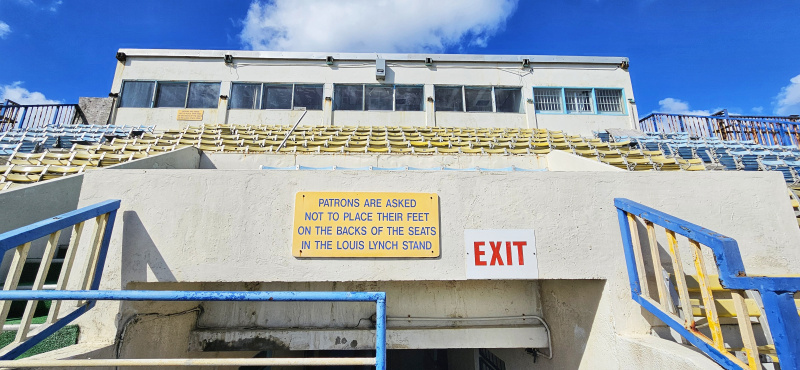 PATRONS ARE ASKED
NOT TO PLACE THEIR FEET
ON THE BACKS OF THE SEATS
IN THE LOUIS LYNCH STAND.
EXIT